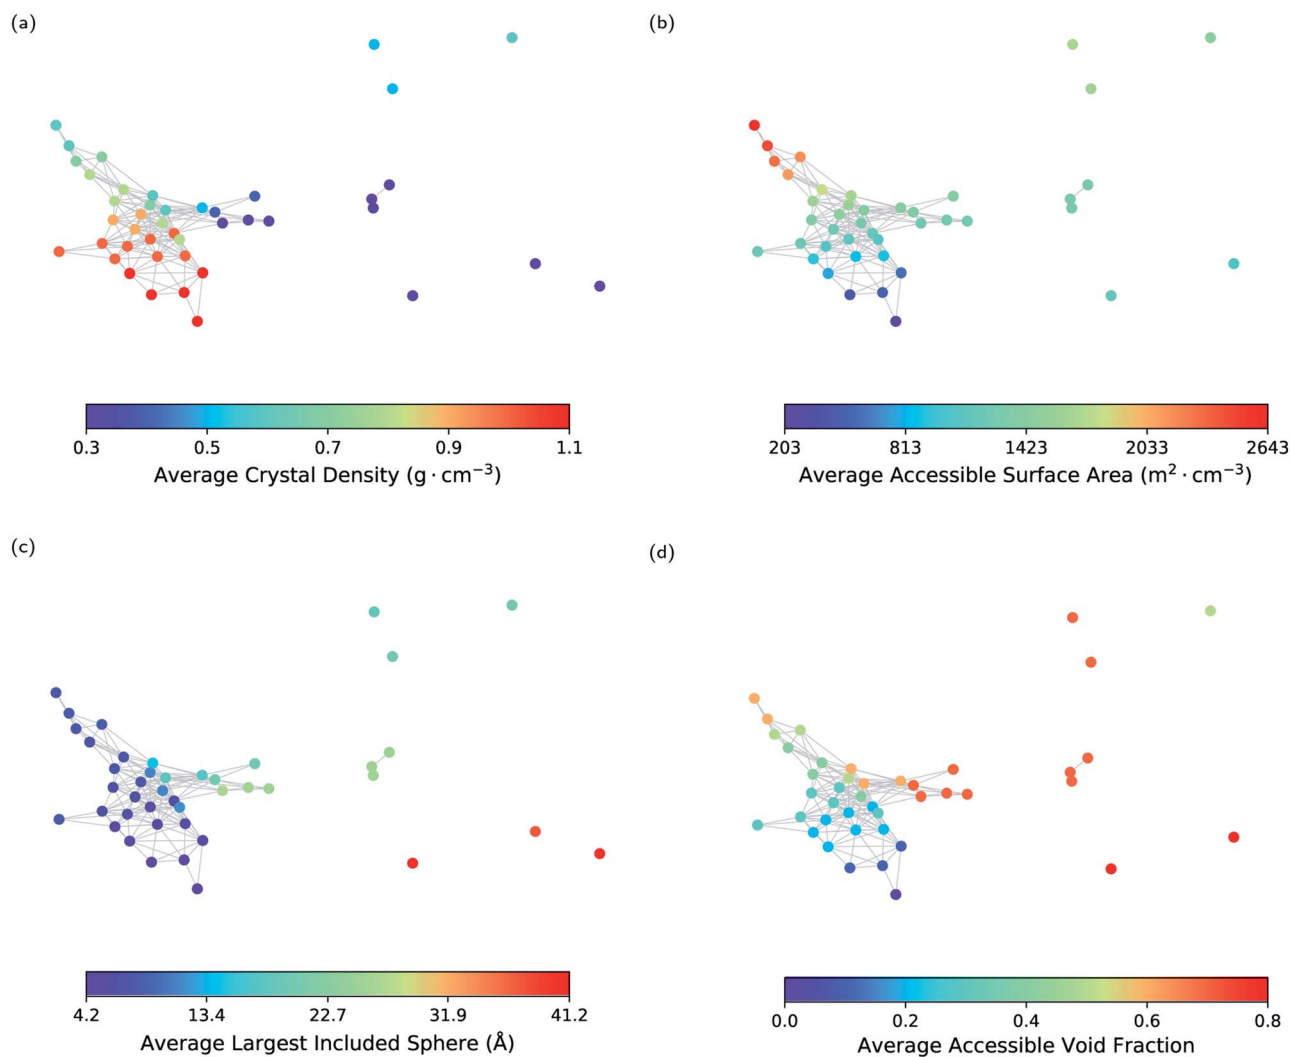 (a)
(b)
0.3 0.5 0.7 0.9 1.1
Average Crystal Density (g · cm⁻³)
203 813 1423 2033 2643
Average Accessible Surface Area (m² · cm⁻³)
(c)
(d)
4.2 13.4 22.7 31.9 41.2
Average Largest Included Sphere (Å)
0.0 0.2 0.4 0.6 0.8
Average Accessible Void Fraction